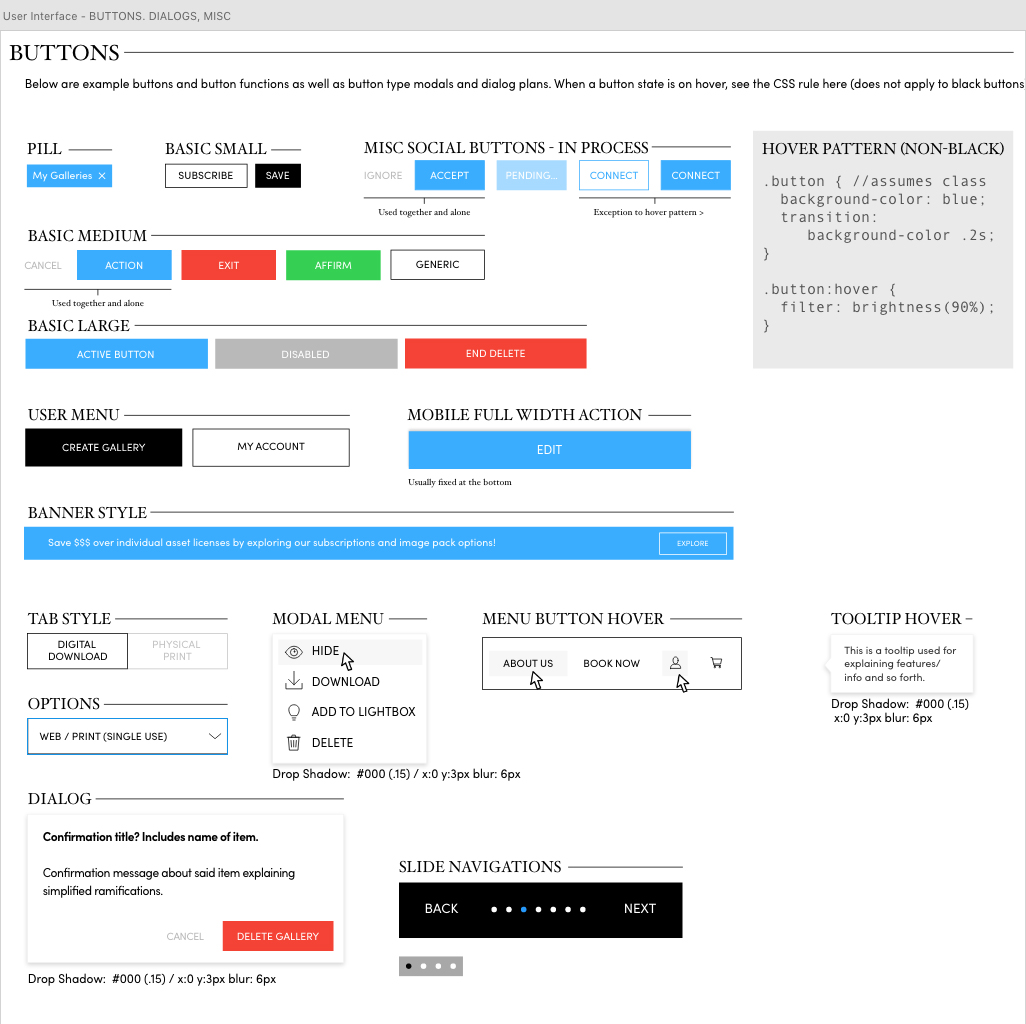 User Interface - BUTTONS. DIALOGS, MISC
BUTTONS
Below are example buttons and button functions as well as button type modals and dialog plans. When a button state is on hover, see the CSS rule here (does not apply to black buttons
PILL
My Galleries ×
BASIC SMALL
SUBSCRIBE
SAVE
MISC SOCIAL BUTTONS - IN PROCESS
IGNORE
ACCEPT
PENDING...
CONNECT
CONNECT
Used together and alone
Exception to hover pattern >
HOVER PATTERN (NON-BLACK)
.button { //assumes class
background-color: blue;
transition:
background-color .2s;
}
.button:hover {
filter: brightness(90%);
}
BASIC MEDIUM
CANCEL
ACTION
EXIT
AFFIRM
GENERIC
Used together and alone
BASIC LARGE
ACTIVE BUTTON
DISABLED
END DELETE
USER MENU
CREATE GALLERY
MY ACCOUNT
MOBILE FULL WIDTH ACTION
EDIT
Usually fixed at the bottom
BANNER STYLE
Save $$$ over individual asset licenses by exploring our subscriptions and image pack options!
EXPLORE
TAB STYLE
DIGITAL
DOWNLOAD
PHYSICAL
PRINT
OPTIONS
WEB / PRINT (SINGLE USE)
MODAL MENU
HIDE
DOWNLOAD
ADD TO LIGHTBOX
DELETE
Drop Shadow: #000 (.15) / x:0 y:3px blur: 6px
MENU BUTTON HOVER
ABOUT US
BOOK NOW
TOOLTIP HOVER
This is a tooltip used for
explaining features/
info and so forth.
Drop Shadow: #000 (.15)
x:0 y:3px blur: 6px
DIALOG
Confirmation title? Includes name of item.
Confirmation message about said item explaining
simplified ramifications.
CANCEL
DELETE GALLERY
Drop Shadow: #000 (.15) / x:0 y:3px blur: 6px
SLIDE NAVIGATIONS
BACK
NEXT